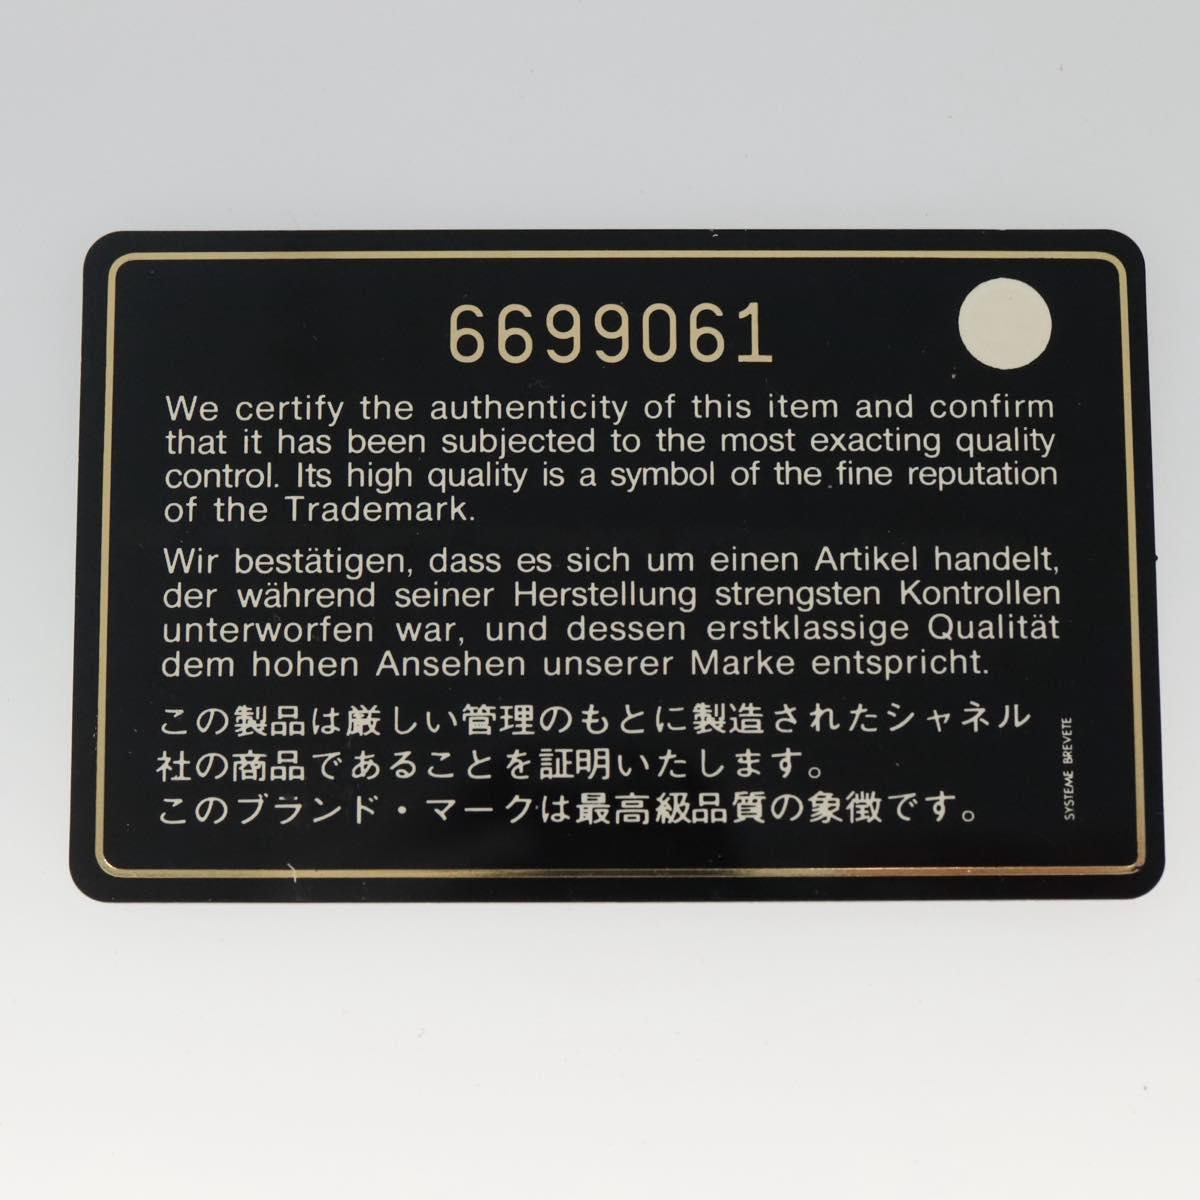 6699061
We certify the authenticity of this item and confirm
that it has been subjected to the most exacting quality
control. Its high quality is a symbol of the fine reputation
of the Trademark.
Wir bestätigen, dass es sich um einen Artikel handelt,
der während seiner Herstellung strengsten Kontrollen
unterworfen war, und dessen erstklassige Qualität
dem hohen Ansehen unserer Marke entspricht.
この製品は厳しい管理のもとに製造されたシャネル
社の商品であることを証明いたします。
このブランド・マークは最高級品質の象徴です。
SYSTEME BREVETE